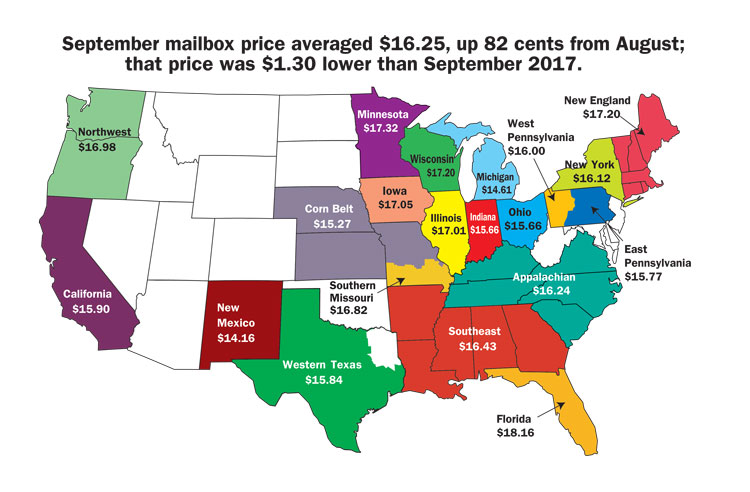 September mailbox price averaged $16.25, up 82 cents from August;
that price was $1.30 lower than September 2017.
New England
$17.20
Minnesota
$17.32
West
Pennsylvania
$16.00
Northwest
$16.98
Wisconsin
$17.20
New York
$16.12
Michigan
$14.61
Iowa
$17.05
Corn Belt
$15.27
Illinois
$17.01
Indiana
$15.66
Ohio
$15.66
East
Pennsylvania
$15.77
Appalachian
$16.24
Southern
Missouri
$16.82
California
$15.90
New
Mexico
$14.16
Southeast
$16.43
Western Texas
$15.84
Florida
$18.16